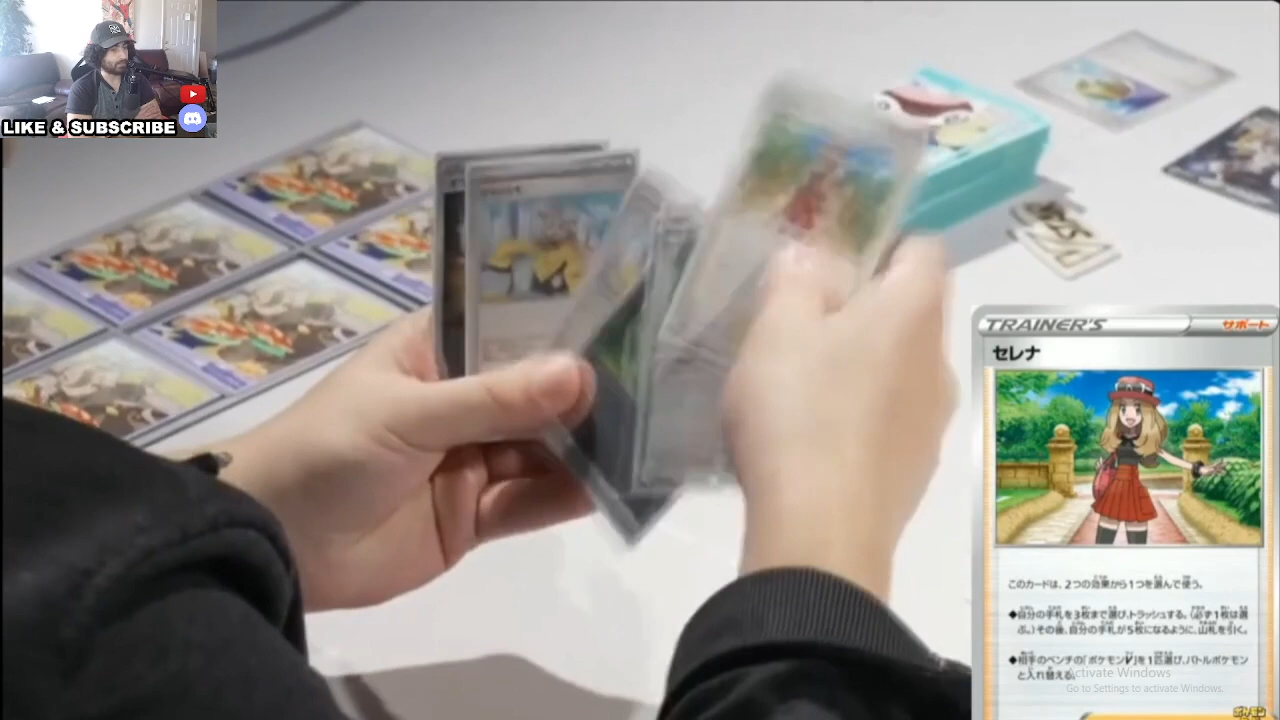 LIKE & SUBSCRIBE
TRAINER'S
サポート
セレナ
このカードは、2つの効果から1つを選んで使う。
◆自分の手札を3枚まで選び、トラッシュする。(必ず1枚は選
ぶ。)その後、自分の手札が5枚になるように、山札を引く。
◆相手のベンチの「ポケモンV」を1匹選び、バトルポケモン
と入れ替える。
Activate Windows
Go to Settings to activate Windows.